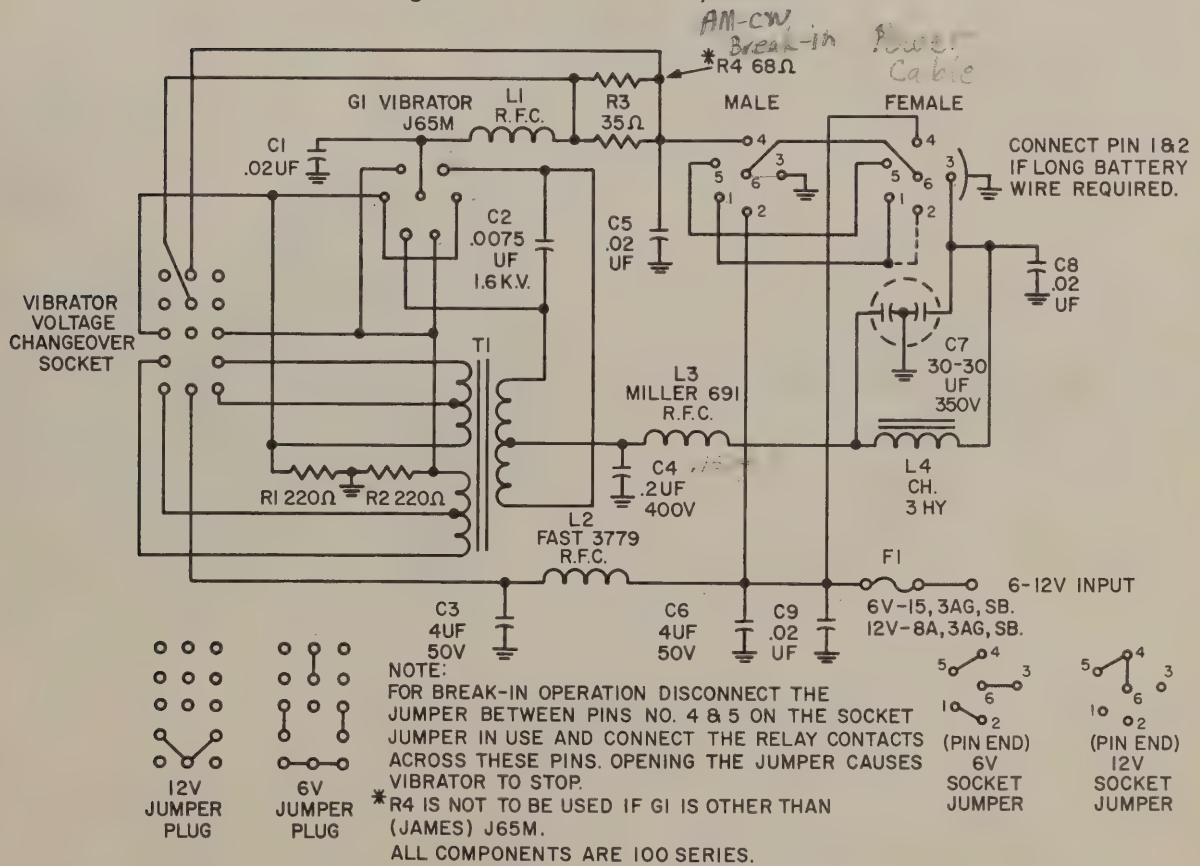 AM-CW
Break-in Power
Cable
* R4 68Ω
G1 VIBRATOR
J65M
L1
R.F.C.
R3
35Ω
MALE
FEMALE
C1
.02UF
4
5
6
3
1
2
4
5
6
3
1
2
CONNECT PIN 1&2
IF LONG BATTERY
WIRE REQUIRED.
C2
.0075
UF
1.6K.V.
C5
.02
UF
C8
.02
UF
VIBRATOR
VOLTAGE
CHANGEOVER
SOCKET
T1
C7
30-30
UF
350V
L3
MILLER 691
R.F.C.
C4
.2UF
400V
L4
CH.
3 HY
R1 220Ω R2 220Ω
L2
FAST 3779
R.F.C.
F1
6-12V INPUT
6V-15, 3AG, SB.
12V-8A, 3AG, SB.
C3
4UF
50V
C6
4UF
50V
C9
.02
UF
NOTE:
FOR BREAK-IN OPERATION DISCONNECT THE
JUMPER BETWEEN PINS NO. 4 & 5 ON THE SOCKET
JUMPER IN USE AND CONNECT THE RELAY CONTACTS
ACROSS THESE PINS. OPENING THE JUMPER CAUSES
VIBRATOR TO STOP.
* R4 IS NOT TO BE USED IF G1 IS OTHER THAN
(JAMES) J65M.
ALL COMPONENTS ARE 100 SERIES.
12V
JUMPER
PLUG
6V
JUMPER
PLUG
5
4
6
3
1
2
(PIN END)
6V
SOCKET
JUMPER
5
4
3
6
1
2
(PIN END)
12V
SOCKET
JUMPER